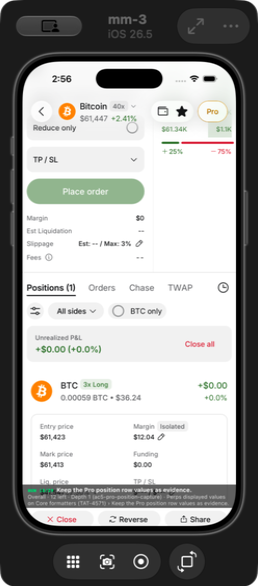 mm-3
iOS 26.5
2:56
Bitcoin 40x
$61,447 +2.41%
Pro
Reduce only
$61.34K $1.1K
TP / SL
+ 25% − 75%
Place order
Margin $0
Est Liquidation --
Slippage Est: -- / Max: 3%
Fees --
Positions (1) Orders Chase TWAP
All sides BTC only
Unrealized P&L
+$0.00 (+0.0%)
Close all
BTC 3x Long +$0.00
0.00059 BTC • $36.24 +0.0%
Entry price Margin Isolated
$61,423 $12.04
Mark price Funding
$61,413 $0.00
Liq. price TP / SL
Keep the Pro position row values as evidence.
Close Reverse Share